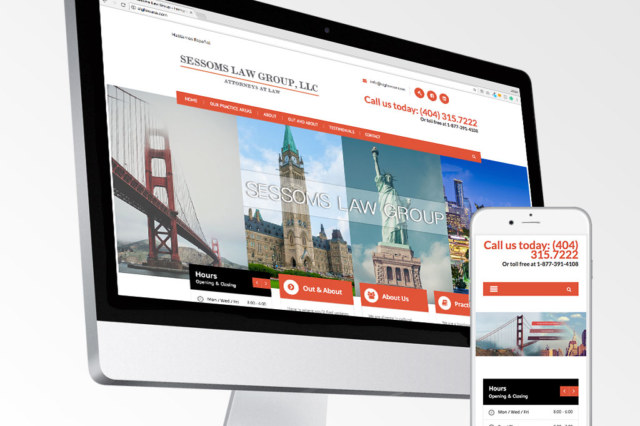 Hablamos Español
SESSOMS LAW GROUP, LLC
ATTORNEYS AT LAW
Call us today: (404) 315.7222
Or toll free at 1-877-391-4108
HOME
OUR PRACTICE AREAS
ABOUT
OUT AND ABOUT
TESTIMONIALS
CONTACT
SESSOMS LAW GROUP
Hours
Opening & Closing
Mon / Wed / Fri
9:00 - 6:00
Out & About
About Us
Call us today: (404)
315.7222
Or toll free at 1-877-391-4108
Hours
Opening & Closing
Mon / Wed / Fri
9:00 - 6:00